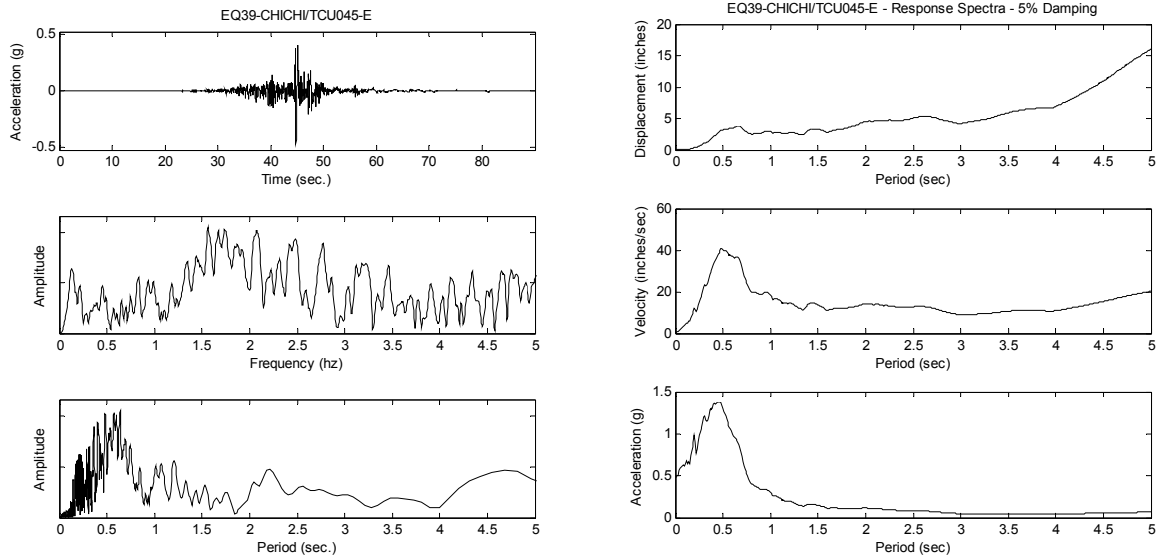 EQ39-CHICHI/TCU045-E
0.5
0
-0.5
Acceleration (g)
0 10 20 30 40 50 60 70 80
Time (sec.)
Amplitude
0 0.5 1 1.5 2 2.5 3 3.5 4 4.5 5
Frequency (hz)
Amplitude
0 0.5 1 1.5 2 2.5 3 3.5 4 4.5 5
Period (sec.)
EQ39-CHICHI/TCU045-E - Response Spectra - 5% Damping
20
15
10
5
0
Displacement (inches)
0 0.5 1 1.5 2 2.5 3 3.5 4 4.5 5
Period (sec)
60
40
20
0
Velocity (inches/sec)
0 0.5 1 1.5 2 2.5 3 3.5 4 4.5 5
Period (sec)
1.5
1
0.5
0
Acceleration (g)
0 0.5 1 1.5 2 2.5 3 3.5 4 4.5 5
Period (sec)